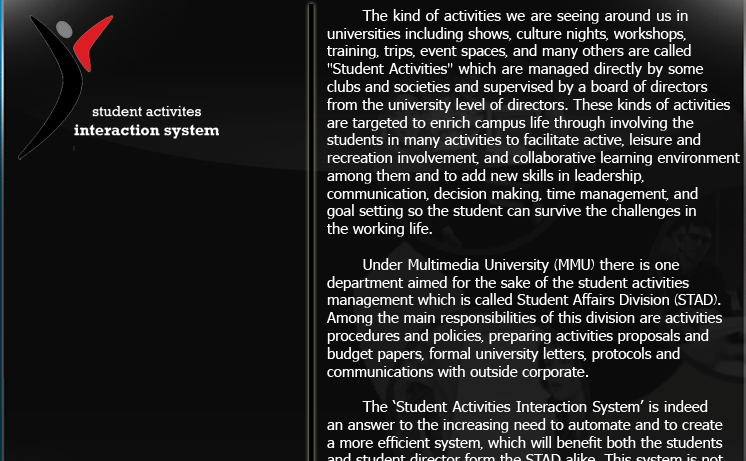 student activites
interaction system
The kind of activities we are seeing around us in
universities including shows, culture nights, workshops,
training, trips, event spaces, and many others are called
"Student Activities" which are managed directly by some
clubs and societies and supervised by a board of directors
from the university level of directors. These kinds of activities
are targeted to enrich campus life through involving the
students in many activities to facilitate active, leisure and
recreation involvement, and collaborative learning environment
among them and to add new skills in leadership,
communication, decision making, time management, and
goal setting so the student can survive the challenges in
the working life.
Under Multimedia University (MMU) there is one
department aimed for the sake of the student activities
management which is called Student Affairs Division (STAD).
Among the main responsibilities of this division are activities
procedures and policies, preparing activities proposals and
budget papers, formal university letters, protocols and
communications with outside corporate.
The ‘Student Activities Interaction System’ is indeed
an answer to the increasing need to automate and to create
a more efficient system, which will benefit both the students
and student director form the STAD alike. This system is not